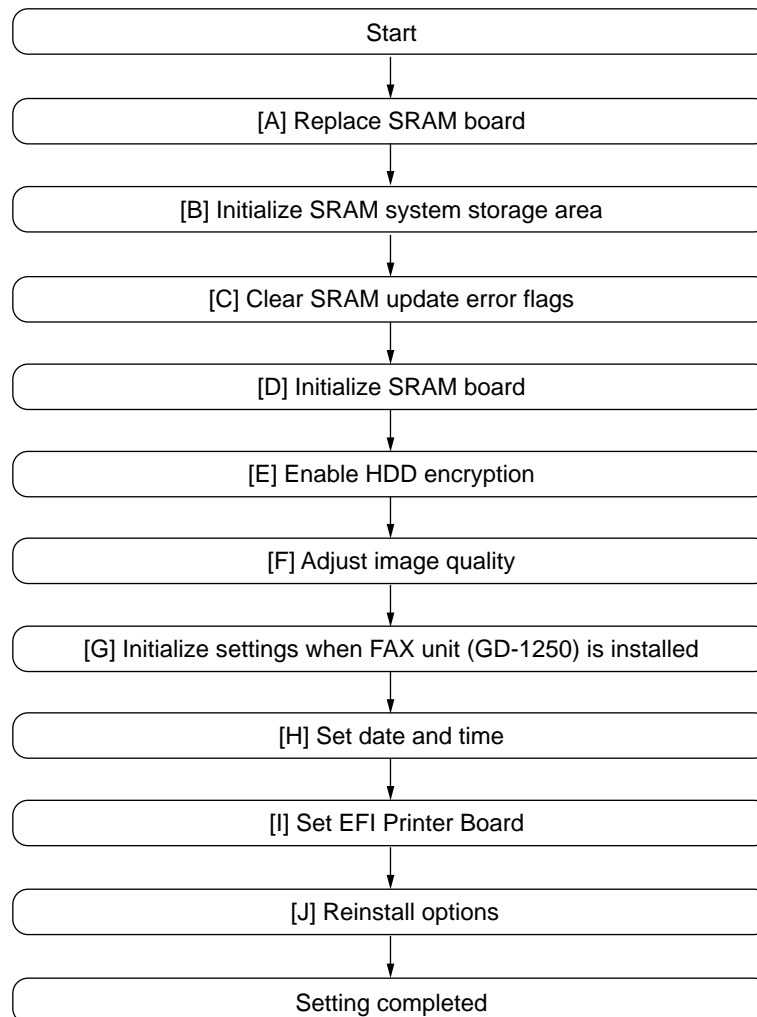 Start
[A] Replace SRAM board
[B] Initialize SRAM system storage area
[C] Clear SRAM update error flags
[D] Initialize SRAM board
[E] Enable HDD encryption
[F] Adjust image quality
[G] Initialize settings when FAX unit (GD-1250) is installed
[H] Set date and time
[I] Set EFI Printer Board
[J] Reinstall options
Setting completed